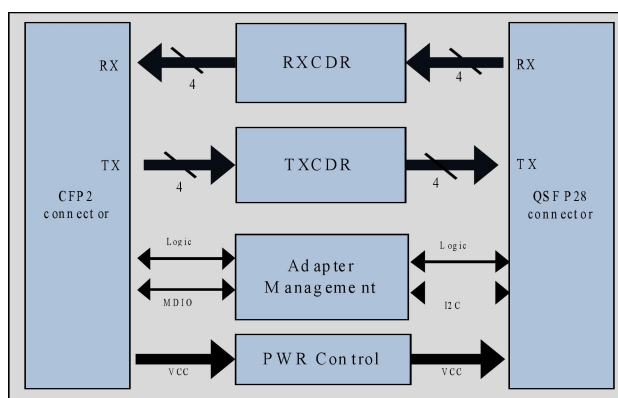 RX
4
RXCDR
4
RX
TX
4
TXCDR
4
TX
CFP2
connector
QSFP28
connector
Logic
MDIO
Adapter
Management
Logic
I2C
VCC
PWR Control
VCC